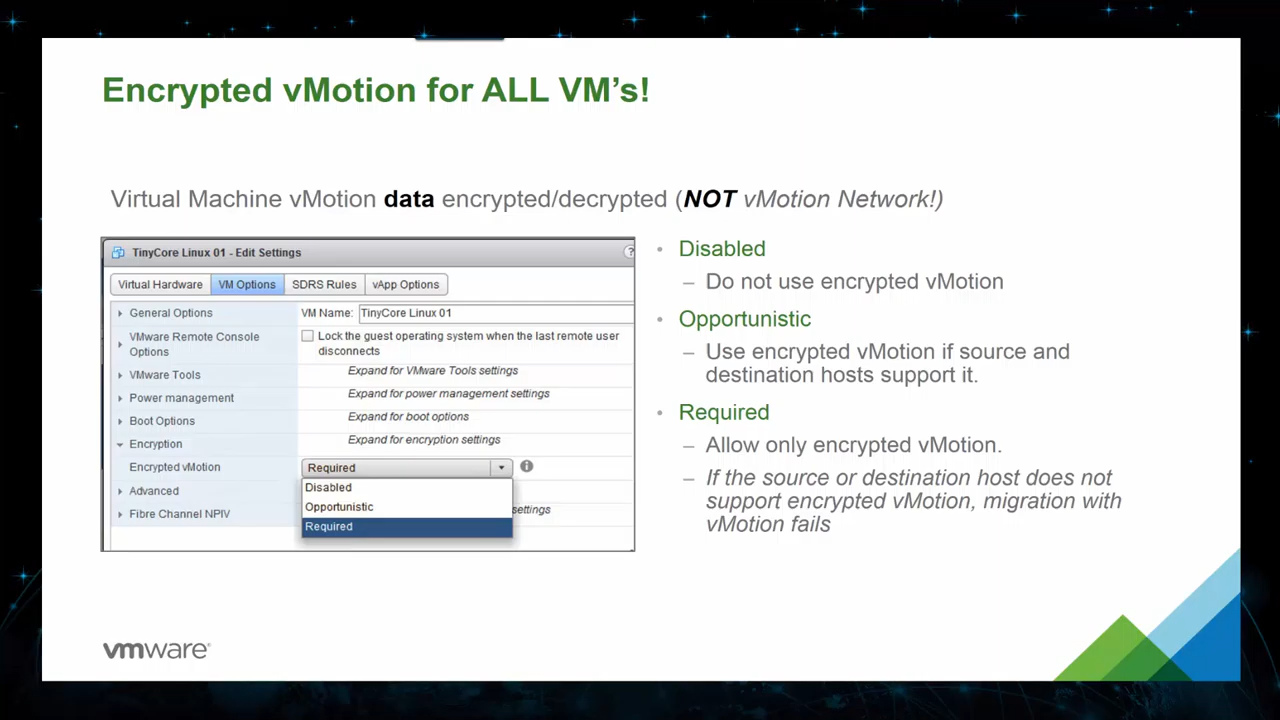 Encrypted vMotion for ALL VM's!
Virtual Machine vMotion data encrypted/decrypted (NOT vMotion Network!)
TinyCore Linux 01 - Edit Settings
?
Virtual Hardware
VM Options
SDRS Rules
vApp Options
General Options
VM Name:
TinyCore Linux 01
VMware Remote Console
Options
Lock the guest operating system when the last remote user
disconnects
VMware Tools
Expand for VMware Tools settings
Power management
Expand for power management settings
Boot Options
Expand for boot options
Encryption
Expand for encryption settings
Encrypted vMotion
Required
Disabled
Opportunistic
Required
Advanced
Fibre Channel NPIV
settings
• Disabled
– Do not use encrypted vMotion
• Opportunistic
– Use encrypted vMotion if source and
destination hosts support it.
• Required
– Allow only encrypted vMotion.
– If the source or destination host does not
support encrypted vMotion, migration with
vMotion fails
vmware®